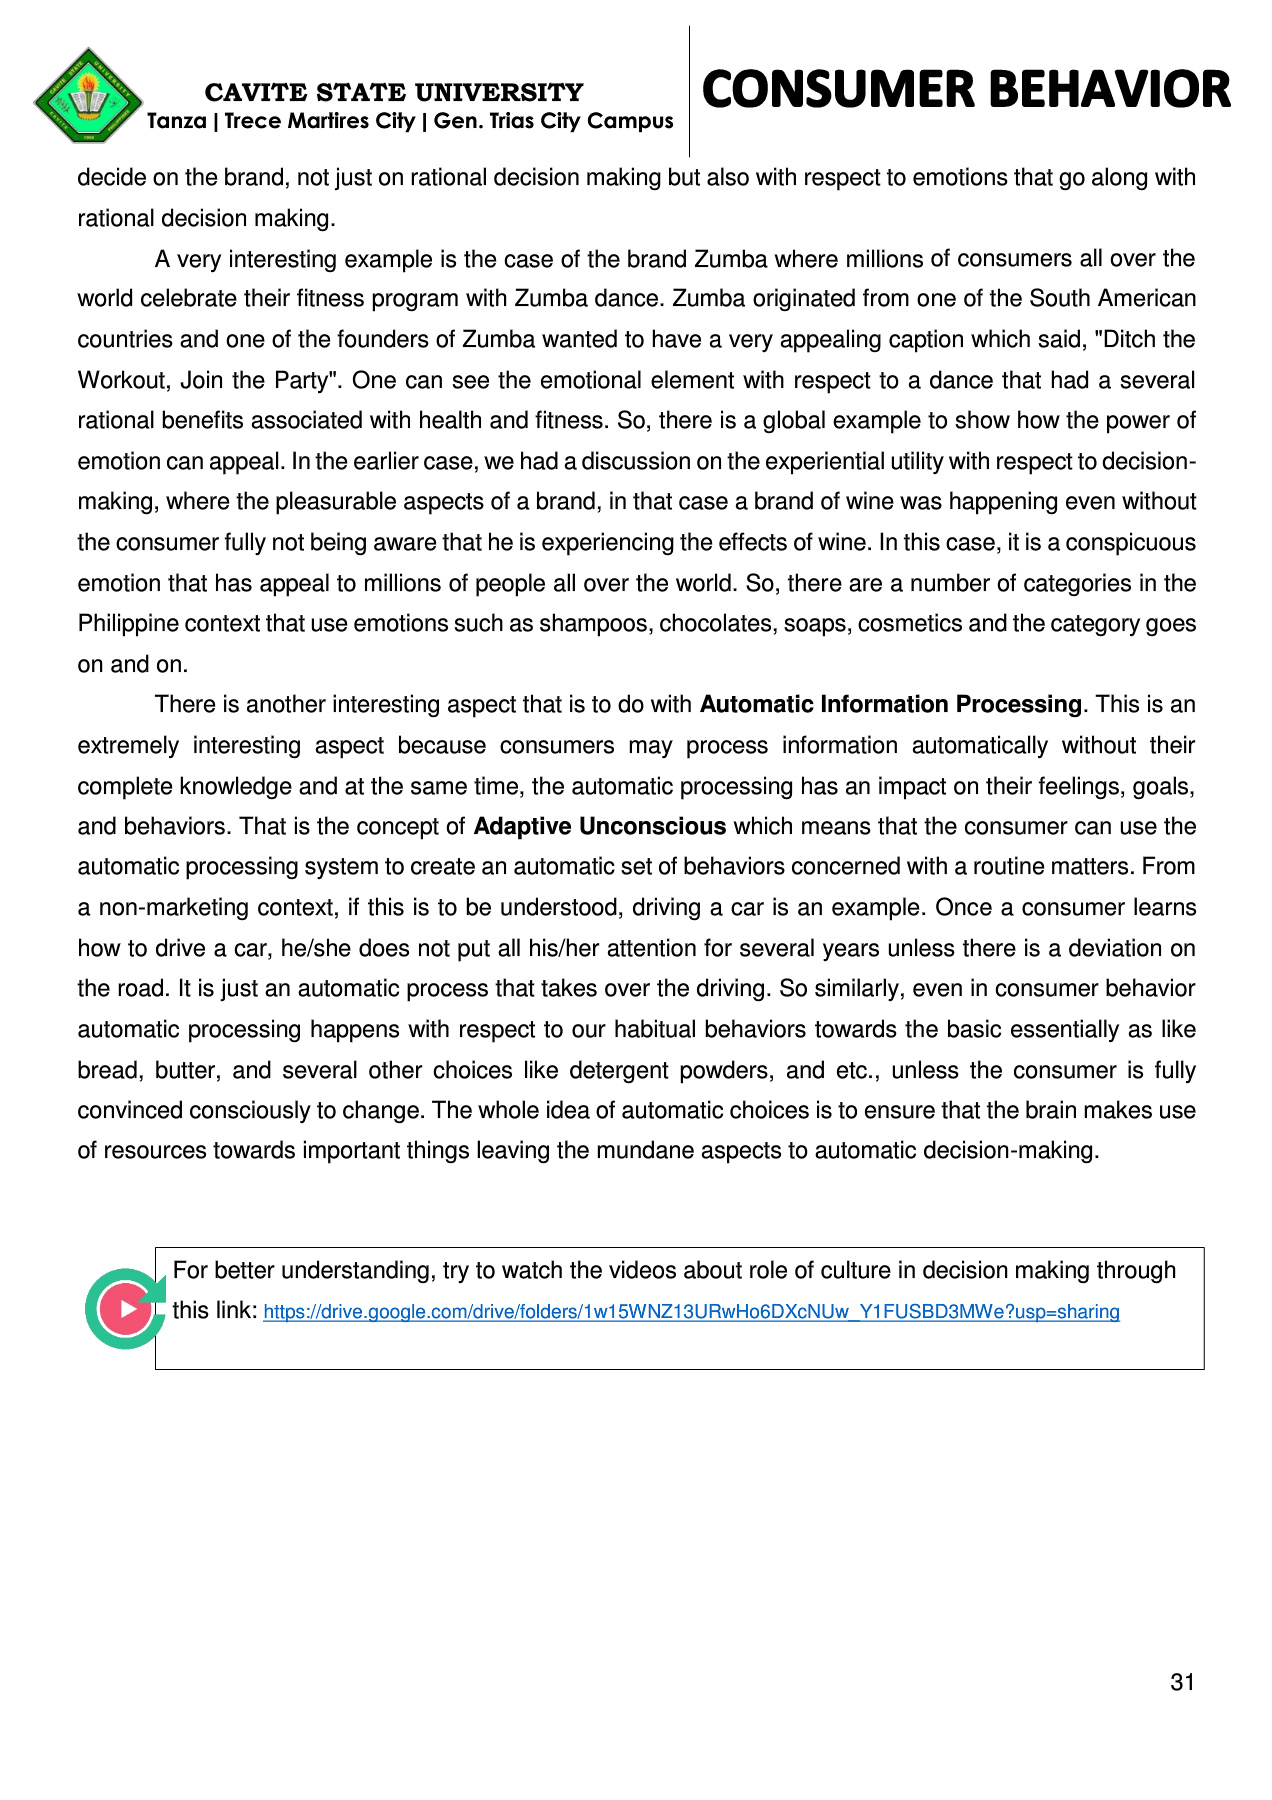 CAVITE STATE UNIVERSITY
Tanza | Trece Martires City | Gen. Trias City Campus
CONSUMER BEHAVIOR
decide on the brand, not just on rational decision making but also with respect to emotions that go along with
rational decision making.
A very interesting example is the case of the brand Zumba where millions of consumers all over the
world celebrate their fitness program with Zumba dance. Zumba originated from one of the South American
countries and one of the founders of Zumba wanted to have a very appealing caption which said, "Ditch the
Workout, Join the Party". One can see the emotional element with respect to a dance that had a several
rational benefits associated with health and fitness. So, there is a global example to show how the power of
emotion can appeal. In the earlier case, we had a discussion on the experiential utility with respect to decision-
making, where the pleasurable aspects of a brand, in that case a brand of wine was happening even without
the consumer fully not being aware that he is experiencing the effects of wine. In this case, it is a conspicuous
emotion that has appeal to millions of people all over the world. So, there are a number of categories in the
Philippine context that use emotions such as shampoos, chocolates, soaps, cosmetics and the category goes
on and on.
There is another interesting aspect that is to do with Automatic Information Processing. This is an
extremely interesting aspect because consumers may process information automatically without their
complete knowledge and at the same time, the automatic processing has an impact on their feelings, goals,
and behaviors. That is the concept of Adaptive Unconscious which means that the consumer can use the
automatic processing system to create an automatic set of behaviors concerned with a routine matters. From
a non-marketing context, if this is to be understood, driving a car is an example. Once a consumer learns
how to drive a car, he/she does not put all his/her attention for several years unless there is a deviation on
the road. It is just an automatic process that takes over the driving. So similarly, even in consumer behavior
automatic processing happens with respect to our habitual behaviors towards the basic essentially as like
bread, butter, and several other choices like detergent powders, and etc., unless the consumer is fully
convinced consciously to change. The whole idea of automatic choices is to ensure that the brain makes use
of resources towards important things leaving the mundane aspects to automatic decision-making.
For better understanding, try to watch the videos about role of culture in decision making through
this link: https://drive.google.com/drive/folders/1w15WNZ13URwHo6DXcNUw_Y1FUSBD3MWe?usp=sharing
31